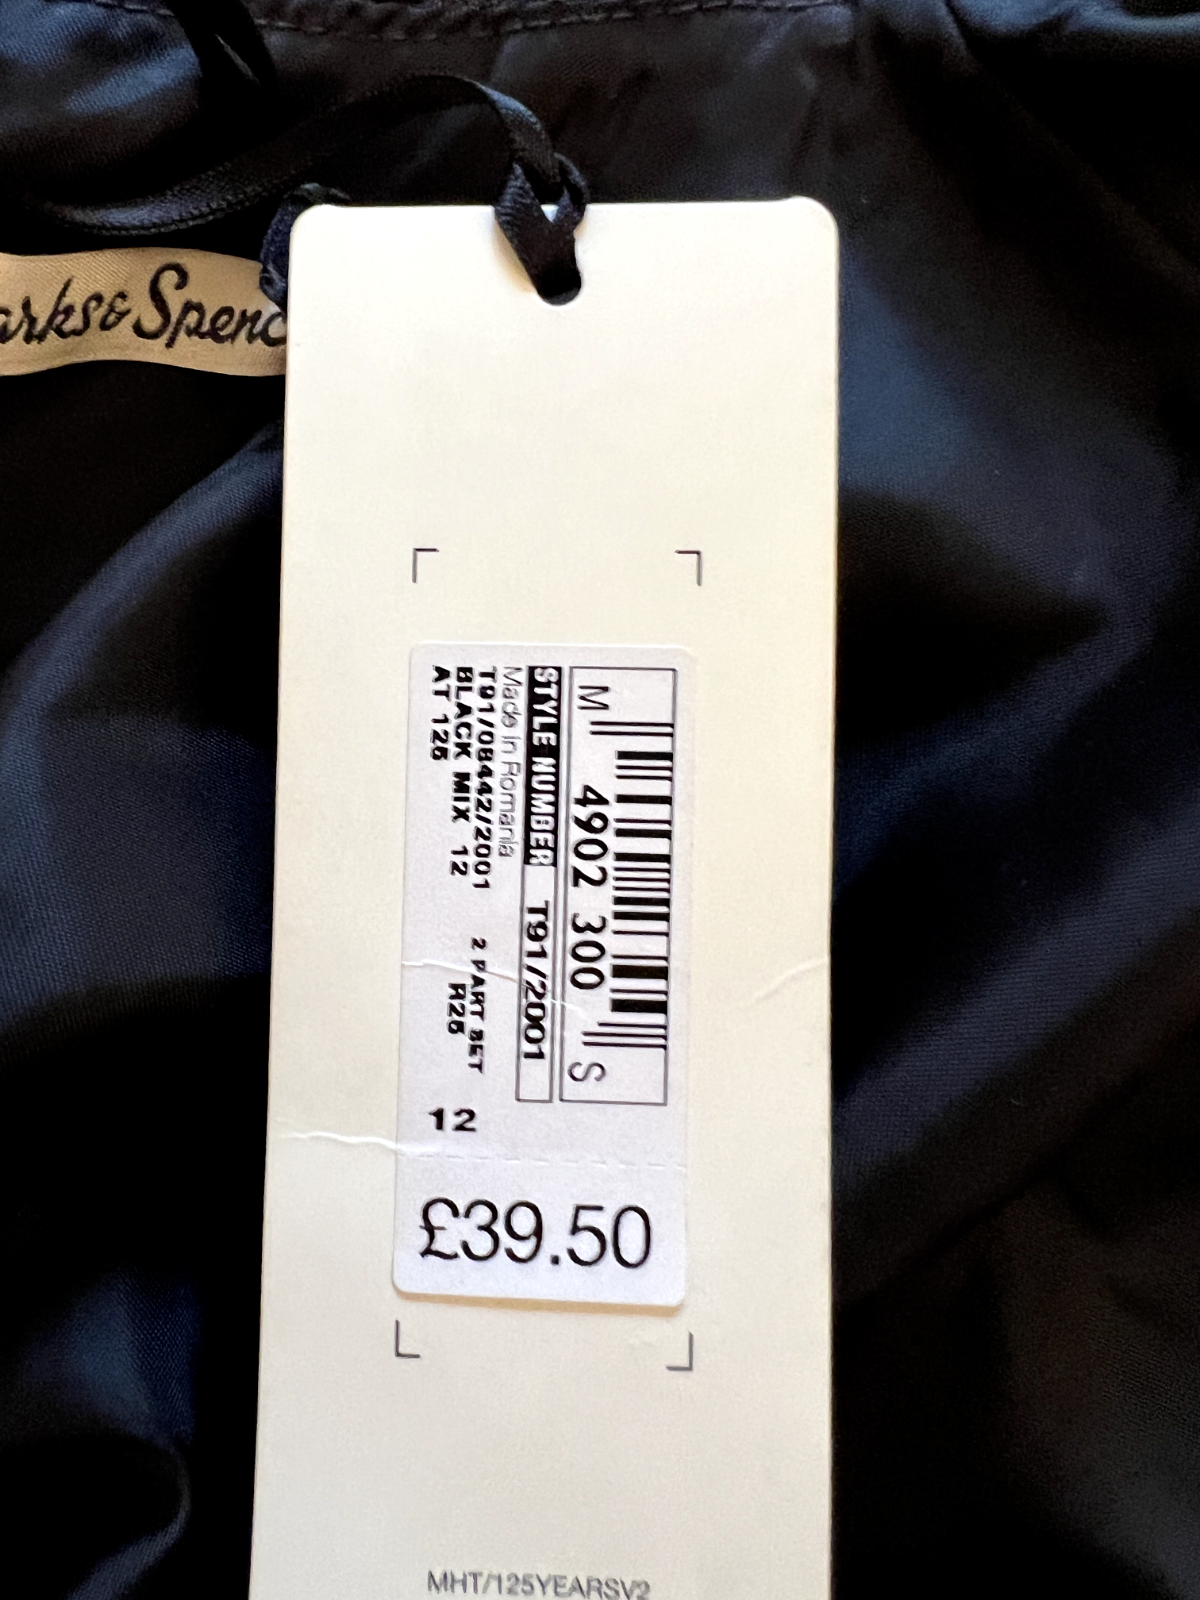 arks& Spenc
M 4902 300 S
STYLE NUMBER T91//2001
Made In Romania
T91/08442/2001 2 PART SET
BLACK MIX 12 R25
AT 125
12
£39.50
MHT/125YEARSV2